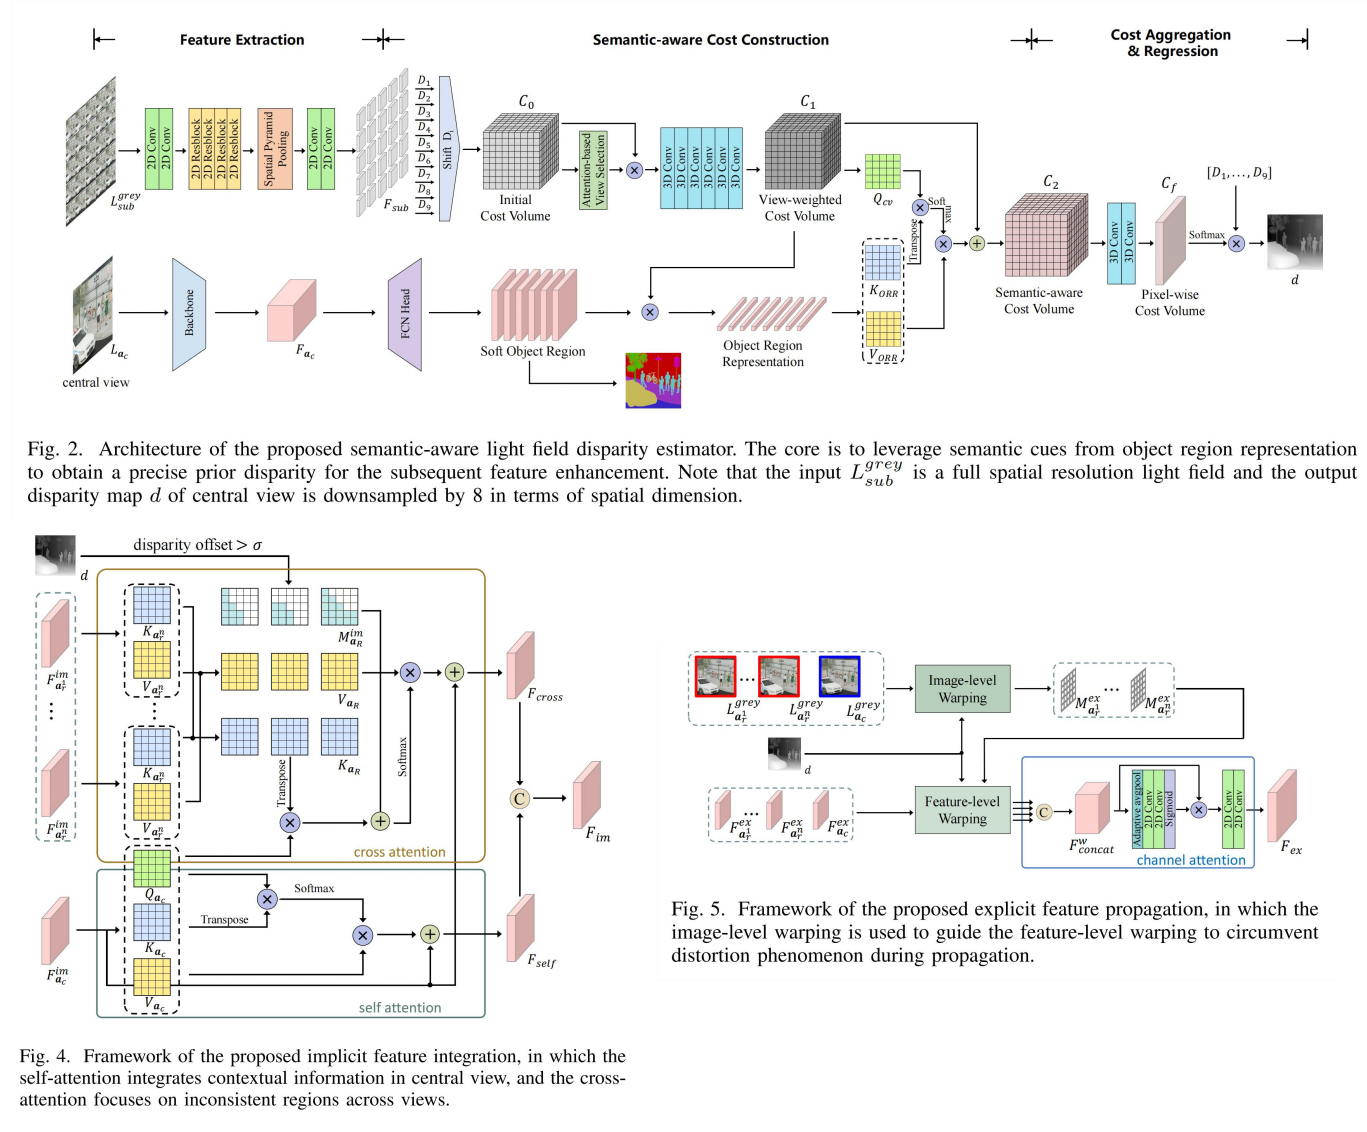 Feature Extraction
Semantic-aware Cost Construction
Cost Aggregation
& Regression
L_{sub}^{grey}
2D Conv
2D Conv
2D Resblock
2D Resblock
2D Resblock
2D Resblock
Spatial Pyramid
Pooling
2D Conv
2D Conv
F_{sub}
D_1
D_2
D_3
D_4
D_5
D_6
D_7
D_8
D_9
Shift D_i
C_0
Initial
Cost Volume
Attention-based
View Selection
3D Conv
3D Conv
3D Conv
3D Conv
3D Conv
3D Conv
C_1
View-weighted
Cost Volume
Q_{cv}
Soft
max
Transpose
K_{ORR}
V_{ORR}
C_2
Semantic-aware
Cost Volume
3D Conv
3D Conv
C_f
Pixel-wise
Cost Volume
[D_1,...,D_9]
Softmax
d
L_{a_c}
central view
Backbone
F_{a_c}
FCN Head
Soft Object Region
Object Region
Representation
Fig. 2. Architecture of the proposed semantic-aware light field disparity estimator. The core is to leverage semantic cues from object region representation
to obtain a precise prior disparity for the subsequent feature enhancement. Note that the input L_{sub}^{grey} is a full spatial resolution light field and the output
disparity map d of central view is downsampled by 8 in terms of spatial dimension.
disparity offset > σ
d
F_{a_r^1}^{im}
F_{a_r^n}^{im}
K_{a_r^n}
V_{a_r^n}
K_{a_r^n}
V_{a_r^n}
M_{a_R}^{im}
V_{a_R}
K_{a_R}
Transpose
Softmax
cross attention
F_{cross}
C
F_{im}
F_{a_c}^{im}
Q_{a_c}
K_{a_c}
V_{a_c}
Transpose
Softmax
self attention
F_{self}
Fig. 4. Framework of the proposed implicit feature integration, in which the
self-attention integrates contextual information in central view, and the cross-
attention focuses on inconsistent regions across views.
L_{a_r^1}^{grey}
L_{a_r^n}^{grey}
L_{a_c}^{grey}
Image-level
Warping
M_{a_r^1}^{ex}
M_{a_r^n}^{ex}
d
F_{a_r^1}^{ex}
F_{a_r^n}^{ex}
F_{a_c}^{ex}
Feature-level
Warping
C
F_{concat}^{w}
Adaptive avgpool
2D Conv
2D Conv
Sigmoid
2D Conv
2D Conv
channel attention
F_{ex}
Fig. 5. Framework of the proposed explicit feature propagation, in which the
image-level warping is used to guide the feature-level warping to circumvent
distortion phenomenon during propagation.